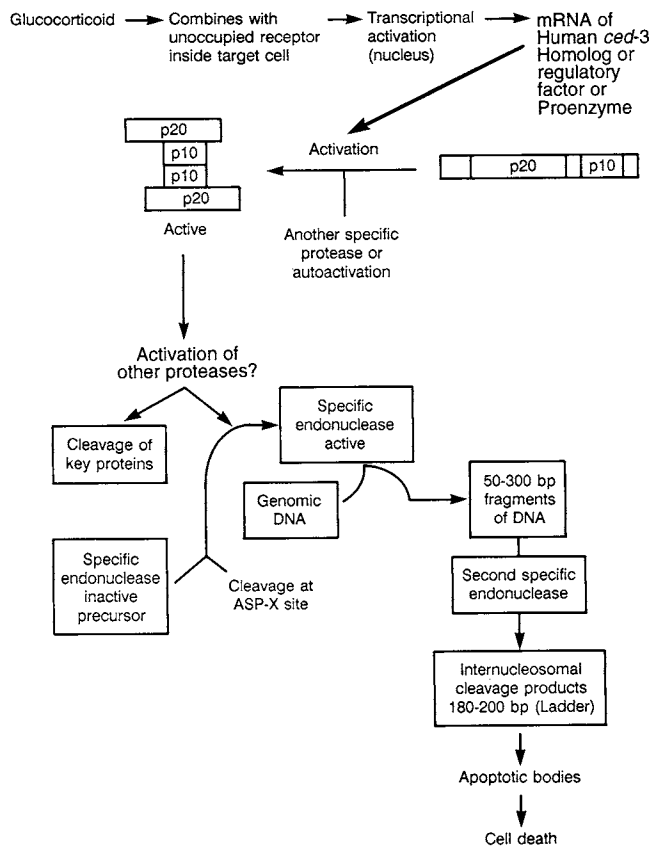 Glucocorticoid
Combines with
unoccupied receptor
inside target cell
Transcriptional
activation
(nucleus)
mRNA of
Human ced-3
Homolog or
regulatory
factor or
Proenzyme
p20
p10
p10
p20
Active
Activation
Another specific
protease or
autoactivation
p20
p10
Activation of
other proteases?
Cleavage of
key proteins
Specific
endonuclease
active
Genomic
DNA
50-300 bp
fragments
of DNA
Specific
endonuclease
inactive
precursor
Cleavage at
ASP-X site
Second specific
endonuclease
Internucleosomal
cleavage products
180-200 bp (Ladder)
Apoptotic bodies
Cell death